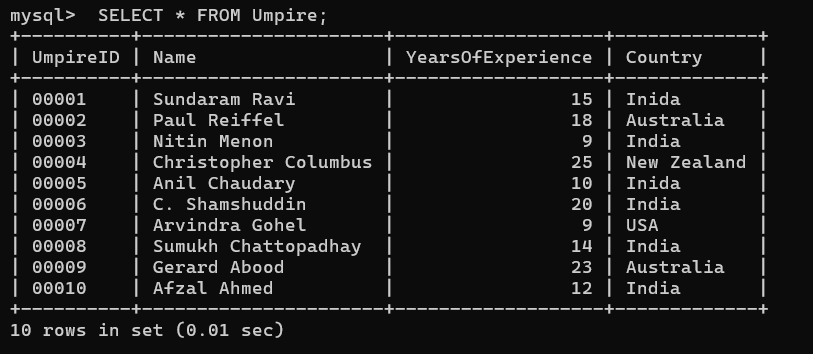 mysql>  SELECT * FROM Umpire;
+----------+----------------------+-------------------+-------------+
| UmpireID | Name                 | YearsOfExperience | Country     |
+----------+----------------------+-------------------+-------------+
| 00001    | Sundaram Ravi        |                15 | Inida       |
| 00002    | Paul Reiffel         |                18 | Australia   |
| 00003    | Nitin Menon          |                 9 | India       |
| 00004    | Christopher Columbus |                25 | New Zealand |
| 00005    | Anil Chaudary        |                10 | Inida       |
| 00006    | C. Shamshuddin       |                20 | India       |
| 00007    | Arvindra Gohel       |                 9 | USA         |
| 00008    | Sumukh Chattopadhay  |                14 | India       |
| 00009    | Gerard Abood         |                23 | Australia   |
| 00010    | Afzal Ahmed          |                12 | India       |
+----------+----------------------+-------------------+-------------+
10 rows in set (0.01 sec)